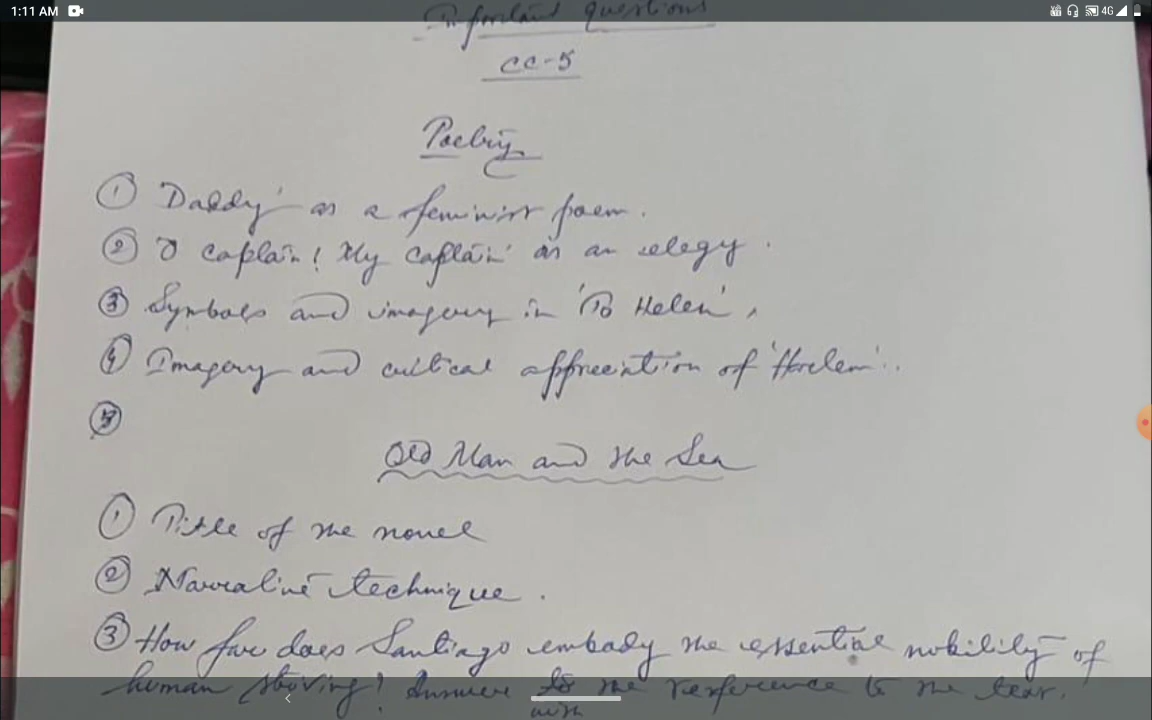 1:11 AM
4G
Important questions
CC-5
Poetry
① 'Daddy' as a feminist poem.
② O Captain! My Captain' as an elegy.
③ Symbols and imagery in 'To Helen',
④ Imagery and critical appreciation of 'Harlem'..
⑤
Old Man and the Sea
① Title of the novel
② Narrative technique.
③ How far does Santiago embody the essential nobility of
human striving? Answer the reference to the text.
with